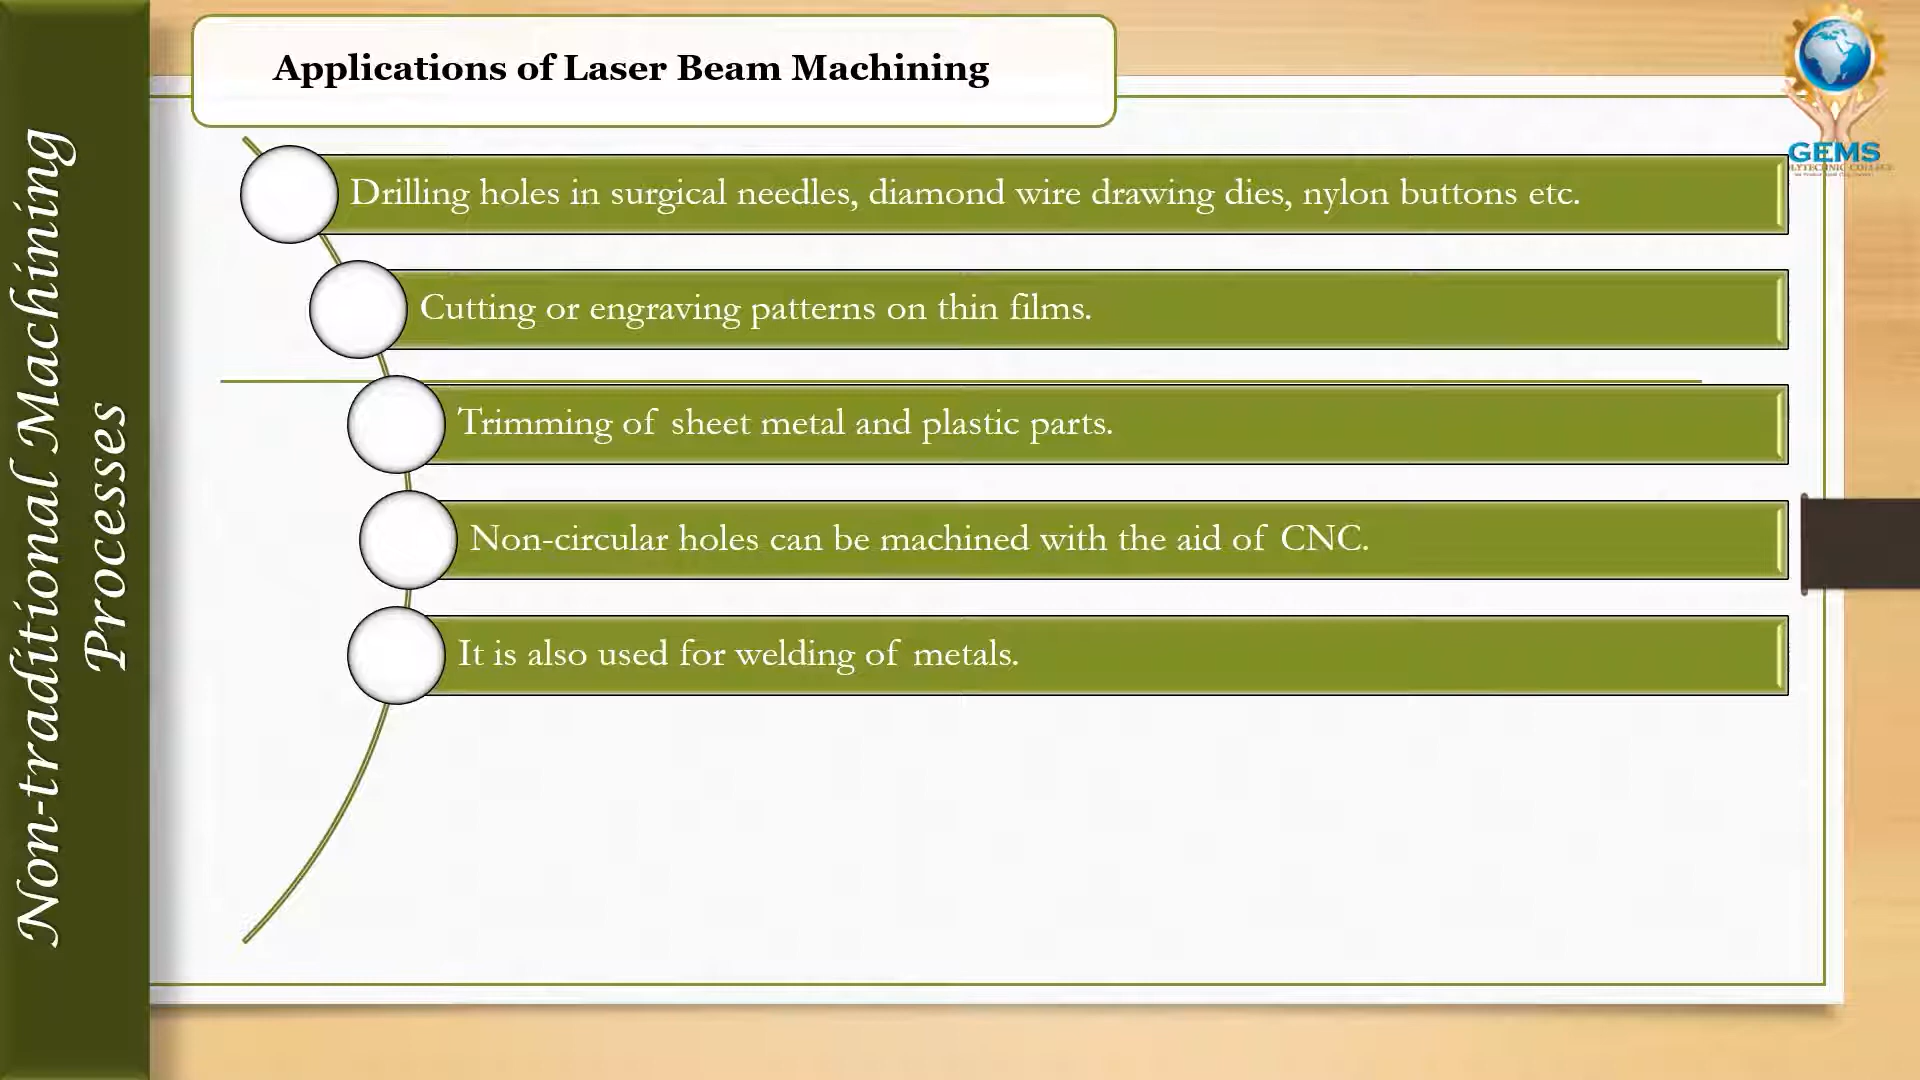 Applications of Laser Beam Machining
Non-traditional Machining
Processes
GEMS
Drilling holes in surgical needles, diamond wire drawing dies, nylon buttons etc.
Cutting or engraving patterns on thin films.
Trimming of sheet metal and plastic parts.
Non-circular holes can be machined with the aid of CNC.
It is also used for welding of metals.